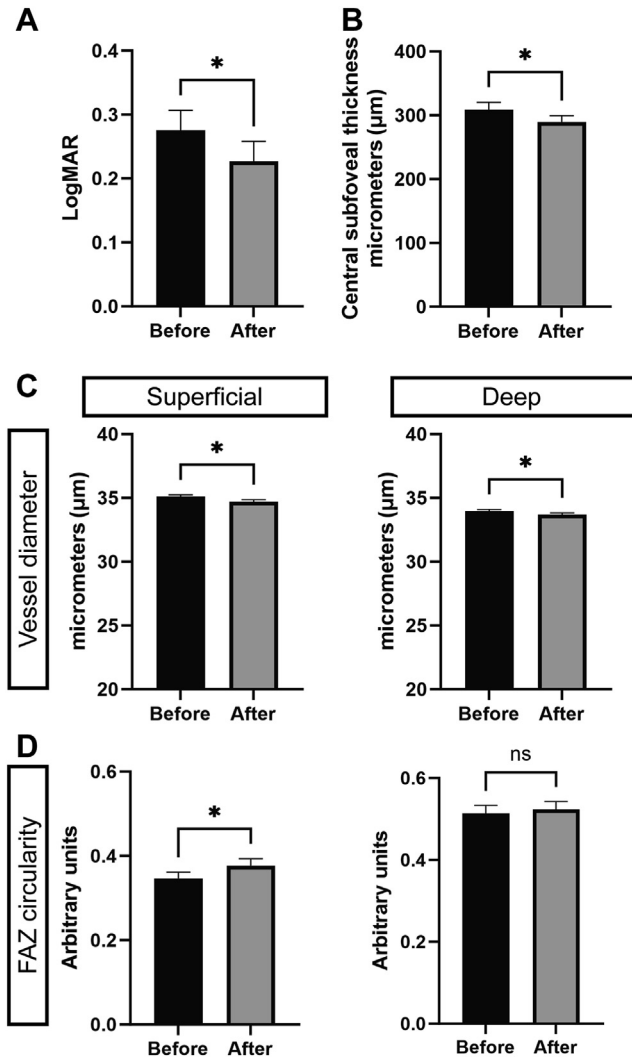 A
LogMAR
0.4
0.3
0.2
0.1
0.0
*
Before After
B
Central subfoveal thickness
micrometers (µm)
400
300
200
100
0
*
Before After
C
Superficial
Deep
Vessel diameter
micrometers (µm)
40
35
30
25
20
*
Before After
micrometers (µm)
40
35
30
25
20
*
Before After
D
FAZ circularity
Arbitrary units
0.6
0.4
0.2
0.0
*
Before After
Arbitrary units
0.6
0.4
0.2
0.0
ns
Before After